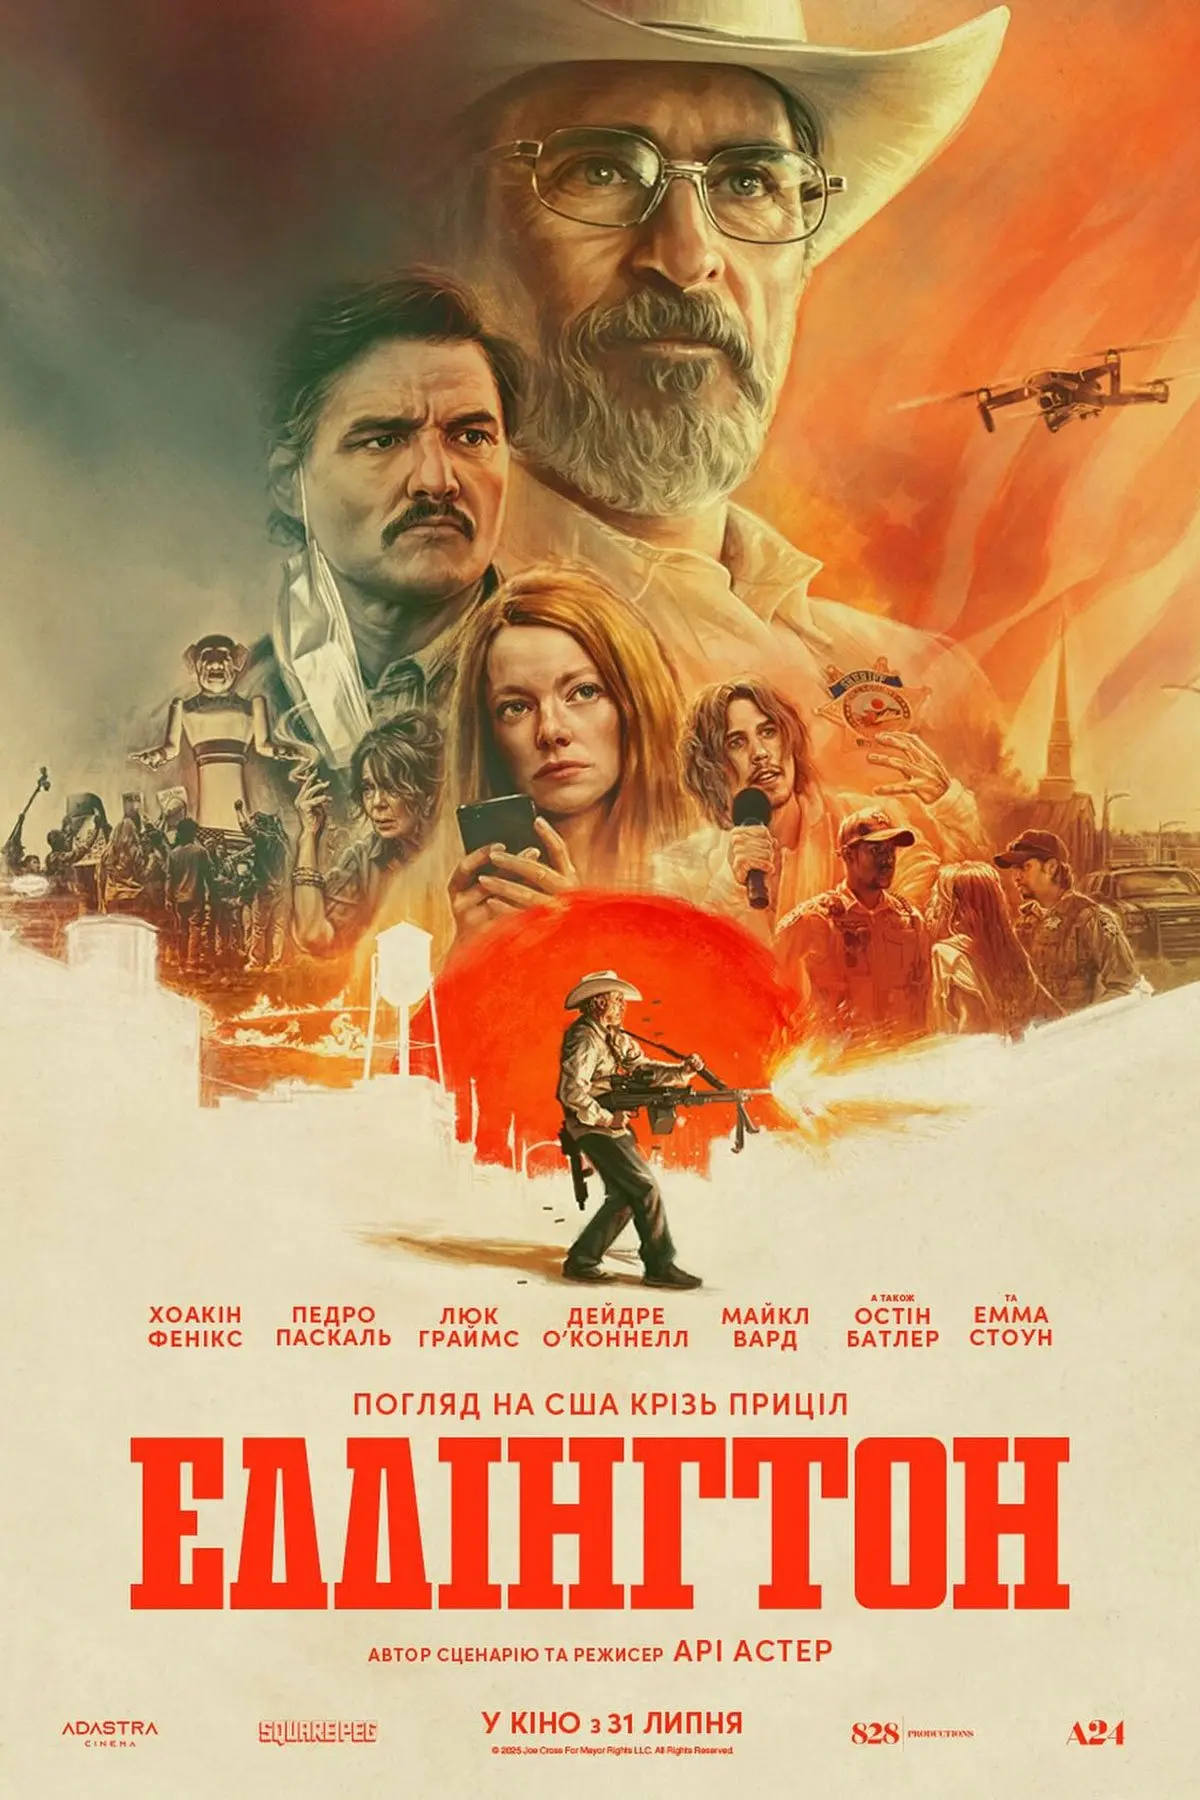 SHERIFF
ХОАКІН
ФЕНІКС
ПЕДРО
ПАСКАЛЬ
ЛЮК
ГРАЙМС
ДЕЙДРЕ
О'КОННЕЛЛ
МАЙКЛ
ВАРД
А ТАКОЖ
ОСТІН
БАТЛЕР
ТА
ЕММА
СТОУН
ПОГЛЯД НА США КРІЗЬ ПРИЦІЛ
ЕДДІНГТОН
АВТОР СЦЕНАРІЮ ТА РЕЖИСЕР АРІ АСТЕР
ADASTRA
CINEMA
SQUARE PEG
У КІНО З 31 ЛИПНЯ
© 2025 Joe Cross For Mayor Rights LLC. All Rights Reserved.
828 PRODUCTIONS
A24